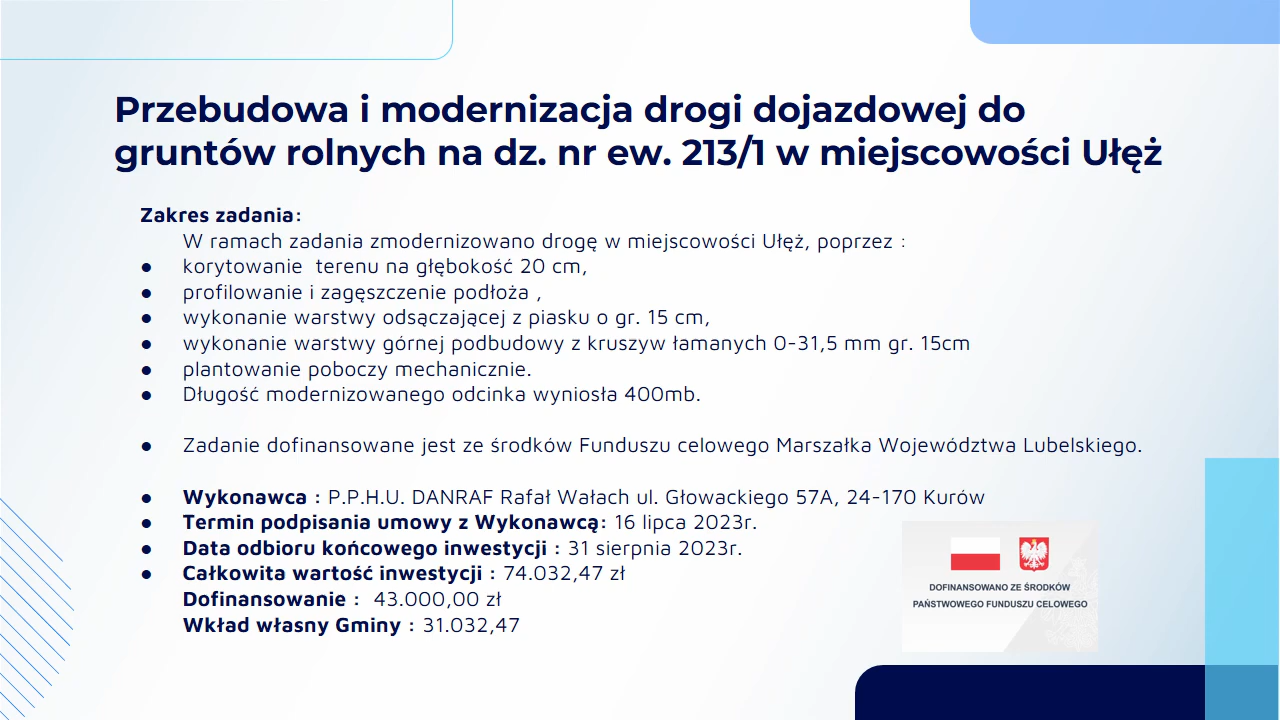 Przebudowa i modernizacja drogi dojazdowej do
gruntów rolnych na dz. nr ew. 213/1 w miejscowości Ułęż
Zakres zadania:
W ramach zadania zmodernizowano drogę w miejscowości Ułęż, poprzez :
● korytowanie  terenu na głębokość 20 cm,
● profilowanie i zagęszczenie podłoża ,
● wykonanie warstwy odsączającej z piasku o gr. 15 cm,
● wykonanie warstwy górnej podbudowy z kruszyw łamanych 0-31,5 mm gr. 15cm
● plantowanie poboczy mechanicznie.
● Długość modernizowanego odcinka wyniosła 400mb.
● Zadanie dofinansowane jest ze środków Funduszu celowego Marszałka Województwa Lubelskiego.
● Wykonawca : P.P.H.U. DANRAF Rafał Wałach ul. Głowackiego 57A, 24-170 Kurów
● Termin podpisania umowy z Wykonawcą: 16 lipca 2023r.
● Data odbioru końcowego inwestycji : 31 sierpnia 2023r.
● Całkowita wartość inwestycji : 74.032,47 zł
Dofinansowanie :  43.000,00 zł
Wkład własny Gminy : 31.032,47
DOFINANSOWANO ZE ŚRODKÓW
PAŃSTWOWEGO FUNDUSZU CELOWEGO